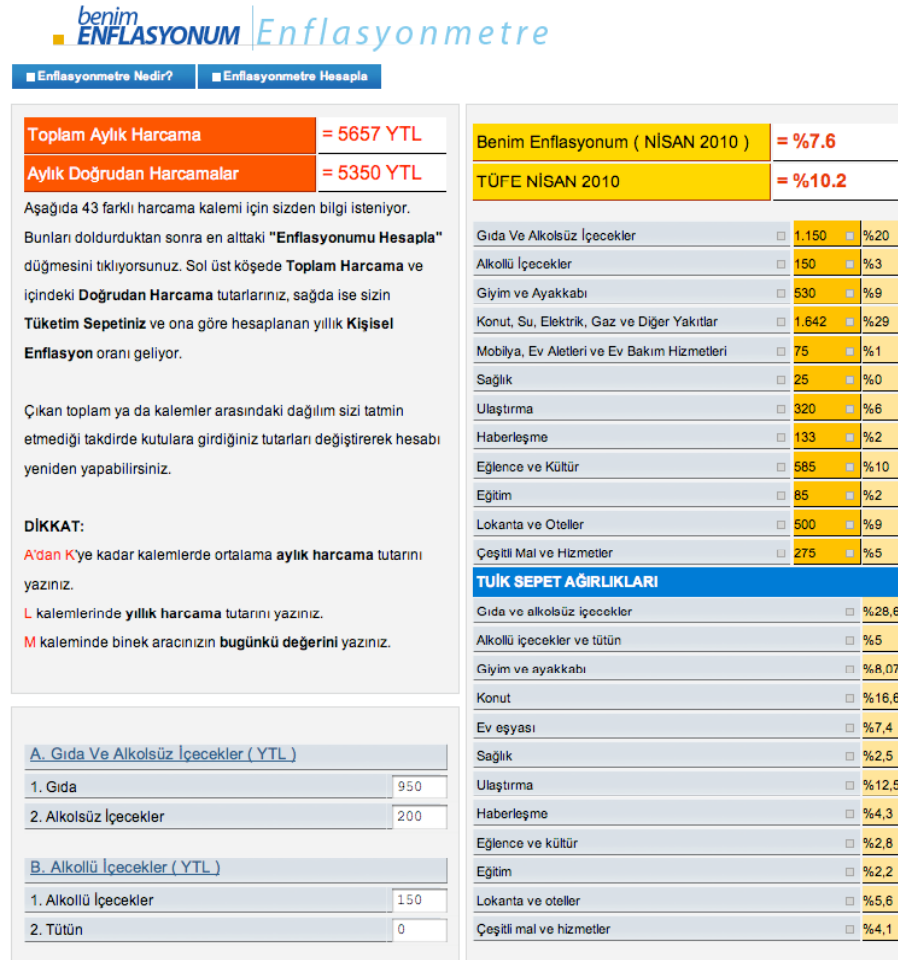 benim
ENFLASYONUM Enflasyonmetre
Enflasyonmetre Nedir? Enflasyonmetre Hesapla
Toplam Aylık Harcama = 5657 YTL
Aylık Doğrudan Harcamalar = 5350 YTL
Aşağıda 43 farklı harcama kalemi için sizden bilgi isteniyor.
Bunları doldurduktan sonra en alttaki "Enflasyonumu Hesapla"
düğmesini tıklıyorsunuz. Sol üst köşede Toplam Harcama ve
içindeki Doğrudan Harcama tutarlarınız, sağda ise sizin
Tüketim Sepetiniz ve ona göre hesaplanan yıllık Kişisel
Enflasyon oranı geliyor.
Çıkan toplam ya da kalemler arasındaki dağılım sizi tatmin
etmediği takdirde kutulara girdiğiniz tutarları değiştirerek hesabı
yeniden yapabilirsiniz.
DİKKAT:
A'dan K'ye kadar kalemlerde ortalama aylık harcama tutarını
yazınız.
L kalemlerinde yıllık harcama tutarını yazınız.
M kaleminde binek aracınızın bugünkü değerini yazınız.
A. Gıda Ve Alkolsüz İçecekler ( YTL )
1. Gıda 950
2. Alkolsüz İçecekler 200
B. Alkollü İçecekler ( YTL )
1. Alkollü İçecekler 150
2. Tütün 0
Benim Enflasyonum ( NİSAN 2010 ) = %7.6
TÜFE NİSAN 2010 = %10.2
Gıda Ve Alkolsüz İçecekler 1.150 %20
Alkollü İçecekler 150 %3
Giyim ve Ayakkabı 530 %9
Konut, Su, Elektrik, Gaz ve Diğer Yakıtlar 1.642 %29
Mobilya, Ev Aletleri ve Ev Bakım Hizmetleri 75 %1
Sağlık 25 %0
Ulaştırma 320 %6
Haberleşme 133 %2
Eğlence ve Kültür 585 %10
Eğitim 85 %2
Lokanta ve Oteller 500 %9
Çeşitli Mal ve Hizmetler 275 %5
TUİK SEPET AĞIRLIKLARI
Gıda ve alkolsüz içecekler %28,6
Alkollü içecekler ve tütün %5
Giyim ve ayakkabı %8,07
Konut %16,6
Ev eşyası %7,4
Sağlık %2,5
Ulaştırma %12,5
Haberleşme %4,3
Eğlence ve kültür %2,8
Eğitim %2,2
Lokanta ve oteller %5,6
Çeşitli mal ve hizmetler %4,1